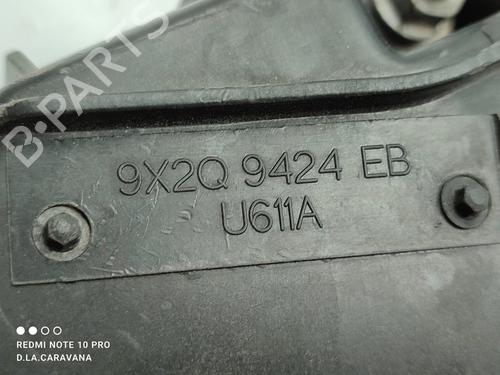 B-PARTS
9X2Q 9424 EB
U611A
REDMI NOTE 10 PRO
D.LA.CARAVANA